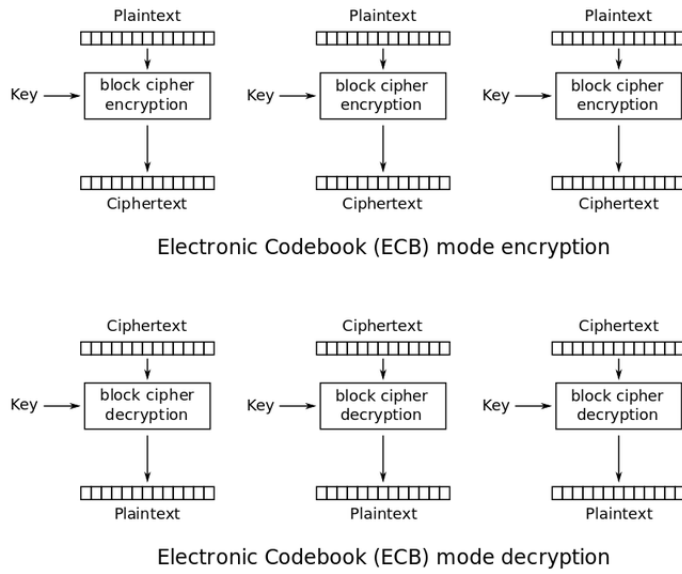 Plaintext Plaintext Plaintext
Key block cipher encryption Key block cipher encryption Key block cipher encryption
Ciphertext Ciphertext Ciphertext
Electronic Codebook (ECB) mode encryption
Ciphertext Ciphertext Ciphertext
Key block cipher decryption Key block cipher decryption Key block cipher decryption
Plaintext Plaintext Plaintext
Electronic Codebook (ECB) mode decryption